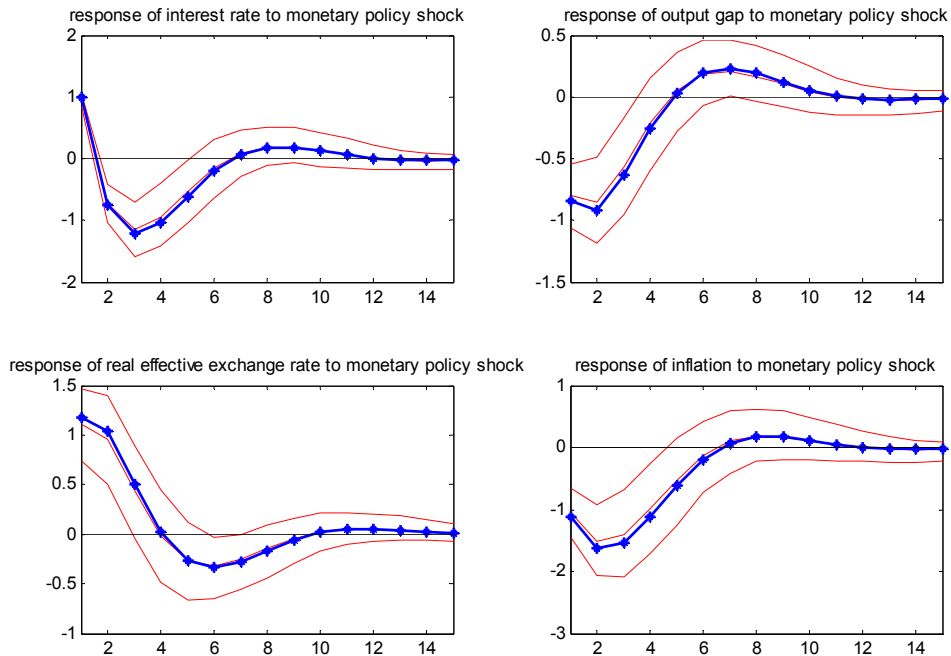 response of interest rate to monetary policy shock
2
1
0
-1
-2
2 4 6 8 10 12 14
response of output gap to monetary policy shock
0.5
0
-0.5
-1
-1.5
2 4 6 8 10 12 14
response of real effective exchange rate to monetary policy shock
1.5
1
0.5
0
-0.5
-1
2 4 6 8 10 12 14
response of inflation to monetary policy shock
1
0
-1
-2
-3
2 4 6 8 10 12 14